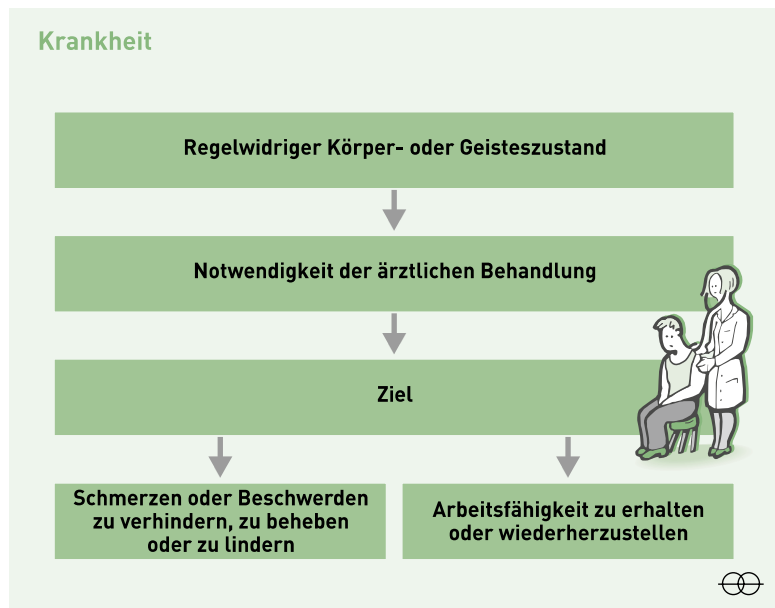 Krankheit
Regelwidriger Körper- oder Geisteszustand
Notwendigkeit der ärztlichen Behandlung
Ziel
Schmerzen oder Beschwerden
zu verhindern, zu beheben
oder zu lindern
Arbeitsfähigkeit zu erhalten
oder wiederherzustellen